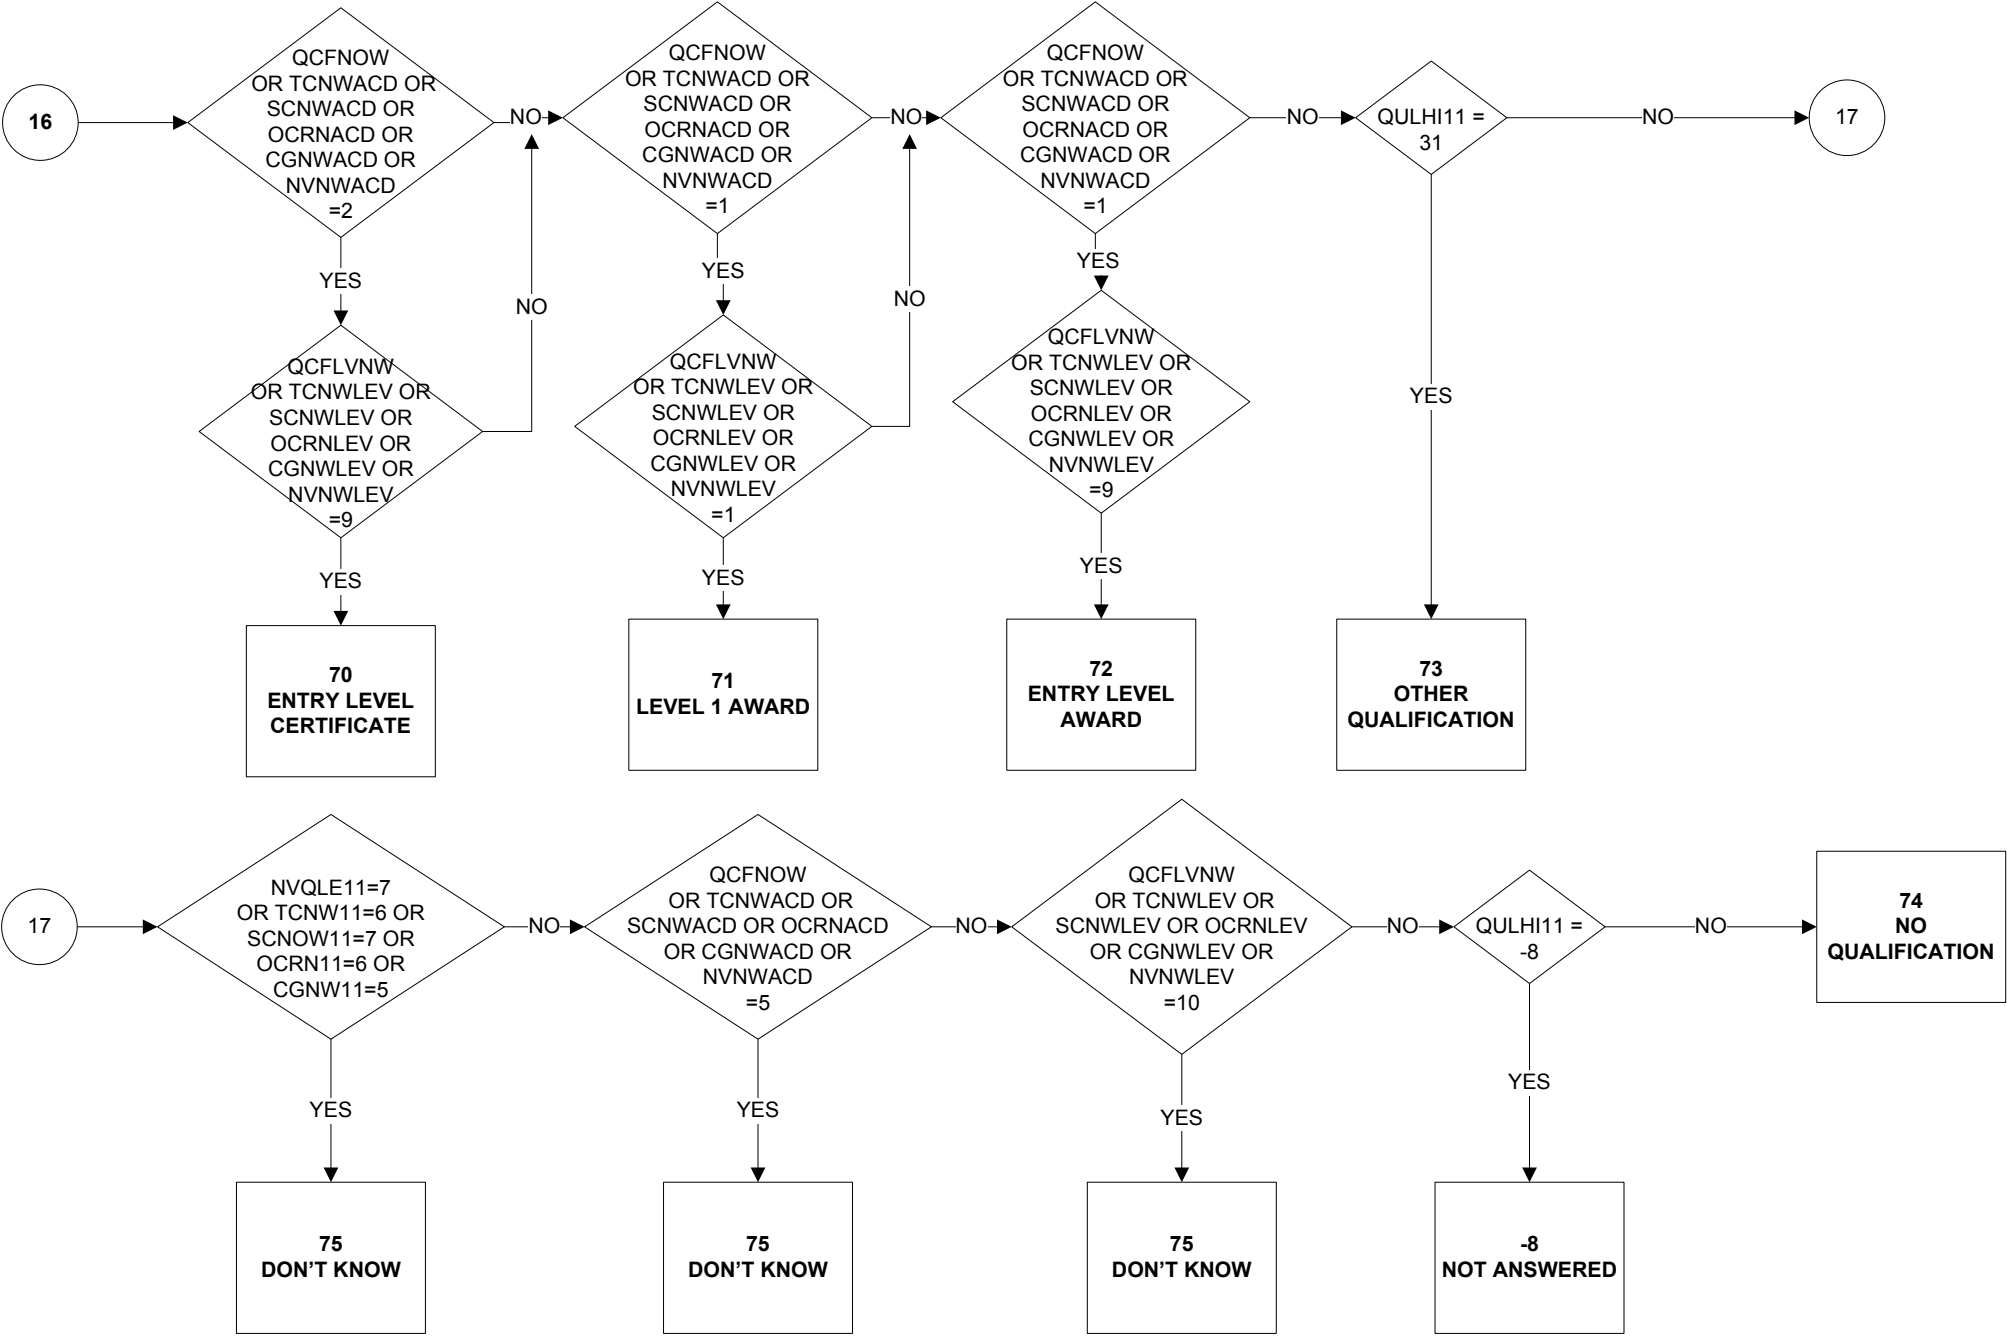 16
QCFNOW
OR TCNWACD OR
SCNWACD OR
OCRNACD OR
CGNWACD OR
NVNWACD
=2
NO
QCFNOW
OR TCNWACD OR
SCNWACD OR
OCRNACD OR
CGNWACD OR
NVNWACD
=1
NO
QCFNOW
OR TCNWACD OR
SCNWACD OR
OCRNACD OR
CGNWACD OR
NVNWACD
=1
NO
QULHI11 =
31
NO
17
YES
YES
YES
NO
NO
YES
QCFLVNW
OR TCNWLEV OR
SCNWLEV OR
OCRNLEV OR
CGNWLEV OR
NVNWLEV
=9
QCFLVNW
OR TCNWLEV OR
SCNWLEV OR
OCRNLEV OR
CGNWLEV OR
NVNWLEV
=1
QCFLVNW
OR TCNWLEV OR
SCNWLEV OR
OCRNLEV OR
CGNWLEV OR
NVNWLEV
=9
YES
YES
YES
70
ENTRY LEVEL
CERTIFICATE
71
LEVEL 1 AWARD
72
ENTRY LEVEL
AWARD
73
OTHER
QUALIFICATION
17
NVQLE11=7
OR TCNW11=6 OR
SCNOW11=7 OR
OCRN11=6 OR
CGNW11=5
NO
QCFNOW
OR TCNWACD OR
SCNWACD OR OCRNACD
OR CGNWACD OR
NVNWACD
=5
NO
QCFLVNW
OR TCNWLEV OR
SCNWLEV OR OCRNLEV
OR CGNWLEV OR
NVNWLEV
=10
NO
QULHI11 =
-8
NO
74
NO
QUALIFICATION
YES
YES
YES
YES
75
DON'T KNOW
75
DON'T KNOW
75
DON'T KNOW
-8
NOT ANSWERED